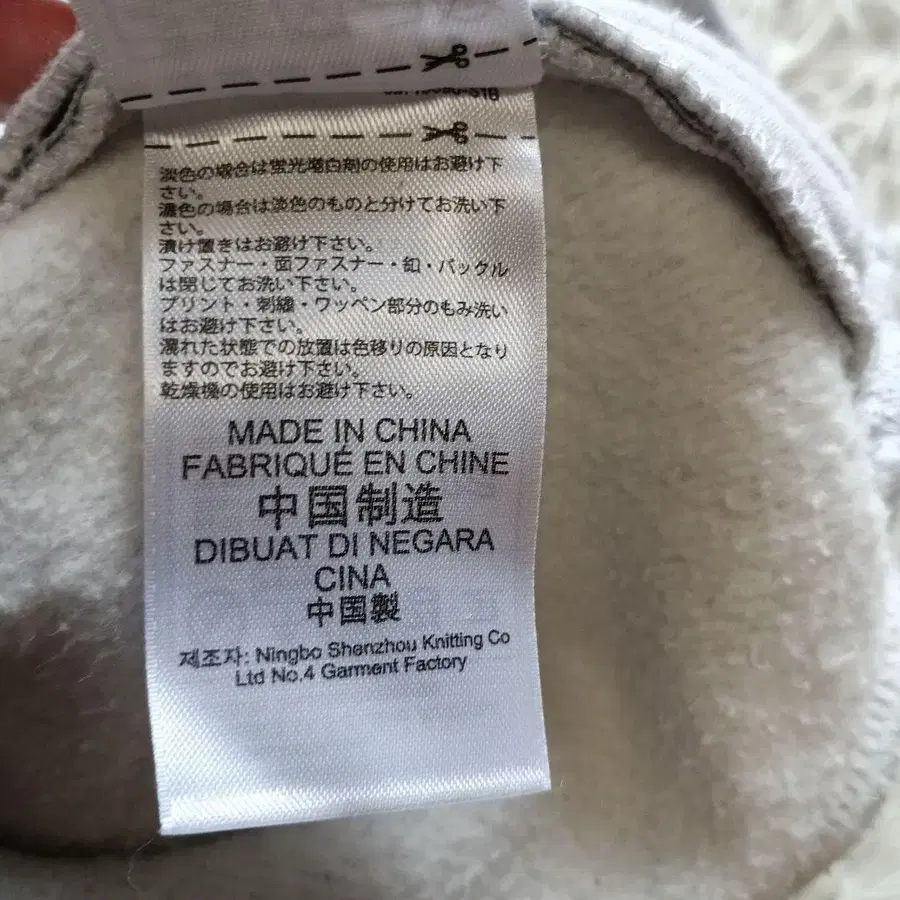 淡色の場合は蛍光増白剤の使用はお避け下
さい。
濃色の場合は淡色のものと分けてお洗い下
さい。
漬け置きはお避け下さい。
ファスナー・面ファスナー・釦・バックル
は閉じてお洗い下さい。
プリント・刺繍・ワッペン部分のもみ洗い
はお避け下さい。
濡れた状態での放置は色移りの原因となり
ますのでお避け下さい。
乾燥機の使用はお避け下さい。
MADE IN CHINA
FABRIQUÉ EN CHINE
中国制造
DIBUAT DI NEGARA
CINA
中国製
제조자: Ningbo Shenzhou Knitting Co
Ltd No.4 Garment Factory